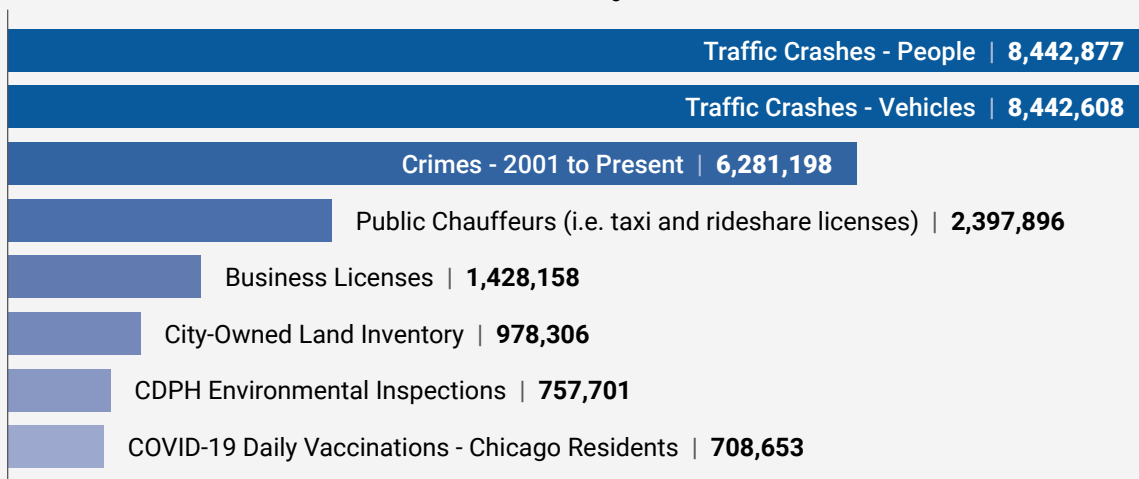 Traffic Crashes - People | 8,442,877
Traffic Crashes - Vehicles | 8,442,608
Crimes - 2001 to Present | 6,281,198
Public Chauffeurs (i.e. taxi and rideshare licenses) | 2,397,896
Business Licenses | 1,428,158
City-Owned Land Inventory | 978,306
CDPH Environmental Inspections | 757,701
COVID-19 Daily Vaccinations - Chicago Residents | 708,653